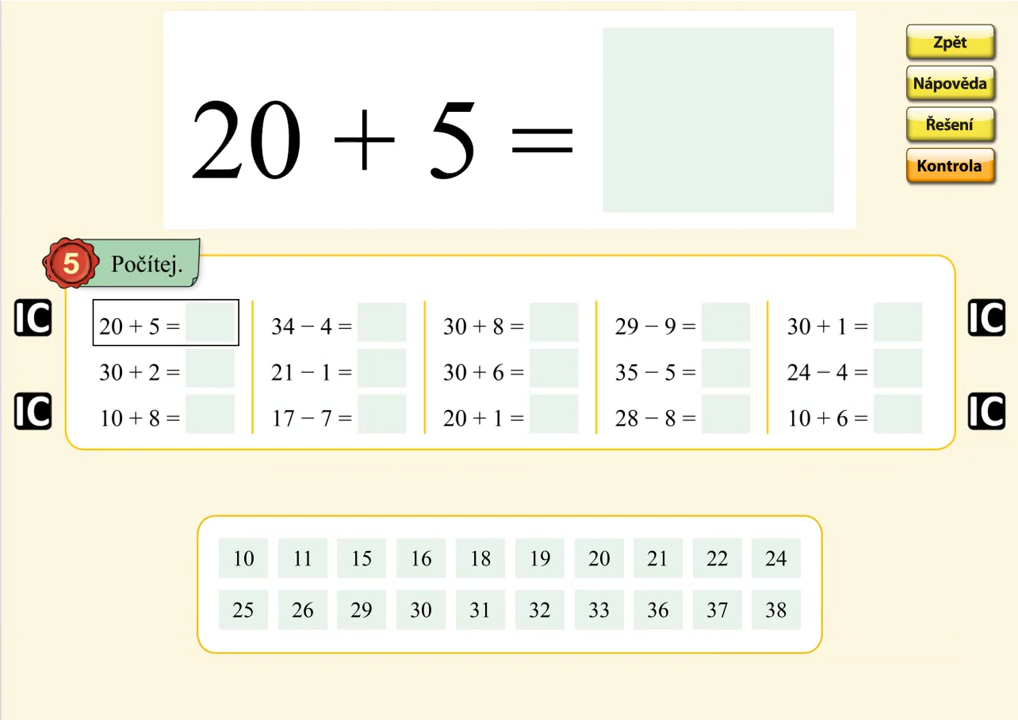 20 + 5 =
Zpět
Nápověda
Řešení
Kontrola
5 Počítej.
IC
IC
20 + 5 = 34 − 4 = 30 + 8 = 29 − 9 = 30 + 1 =
30 + 2 = 21 − 1 = 30 + 6 = 35 − 5 = 24 − 4 =
IC
IC
10 + 8 = 17 − 7 = 20 + 1 = 28 − 8 = 10 + 6 =
10 11 15 16 18 19 20 21 22 24
25 26 29 30 31 32 33 36 37 38